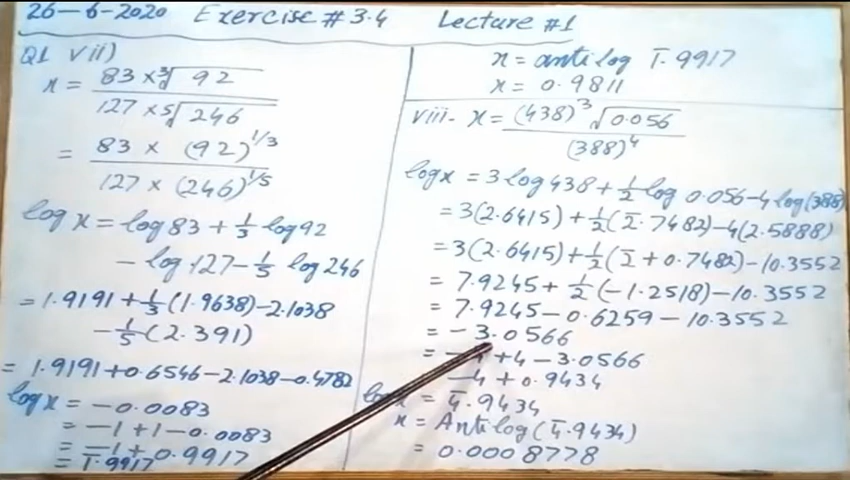 26-6-2020 Exercise # 3.4 Lecture #1
Q1 vii)
x = 83 × ∛92 / 127 × ⁵√246
= 83 × (92)^1/3 / 127 × (246)^1/5
log x = log 83 + 1/3 log 92
- log 127 - 1/5 log 246
= 1.9191 + 1/3 (1.9638) - 2.1038
- 1/5 (2.391)
= 1.9191 + 0.6546 - 2.1038 - 0.4782
log x = -0.0083
= -1 + 1 - 0.0083
= -1 + 0.9917
= 1̅.9917
x = antilog 1̅.9917
x = 0.9811
viii- x = (438)^3 √0.056 / (388)^4
log x = 3 log 438 + 1/2 log 0.056 - 4 log (388)
= 3(2.6415) + 1/2 (2̅.7482) - 4(2.5888)
= 3(2.6415) + 1/2 (2̅ + 0.7482) - 10.3552
= 7.9245 + 1/2 (-1.2518) - 10.3552
= 7.9245 - 0.6259 - 10.3552
= -3.0566
= + 4 - 3.0566
-4 + 0.9434
= 4̅.9434
x = Antilog (4̅.9434)
= 0.0008778